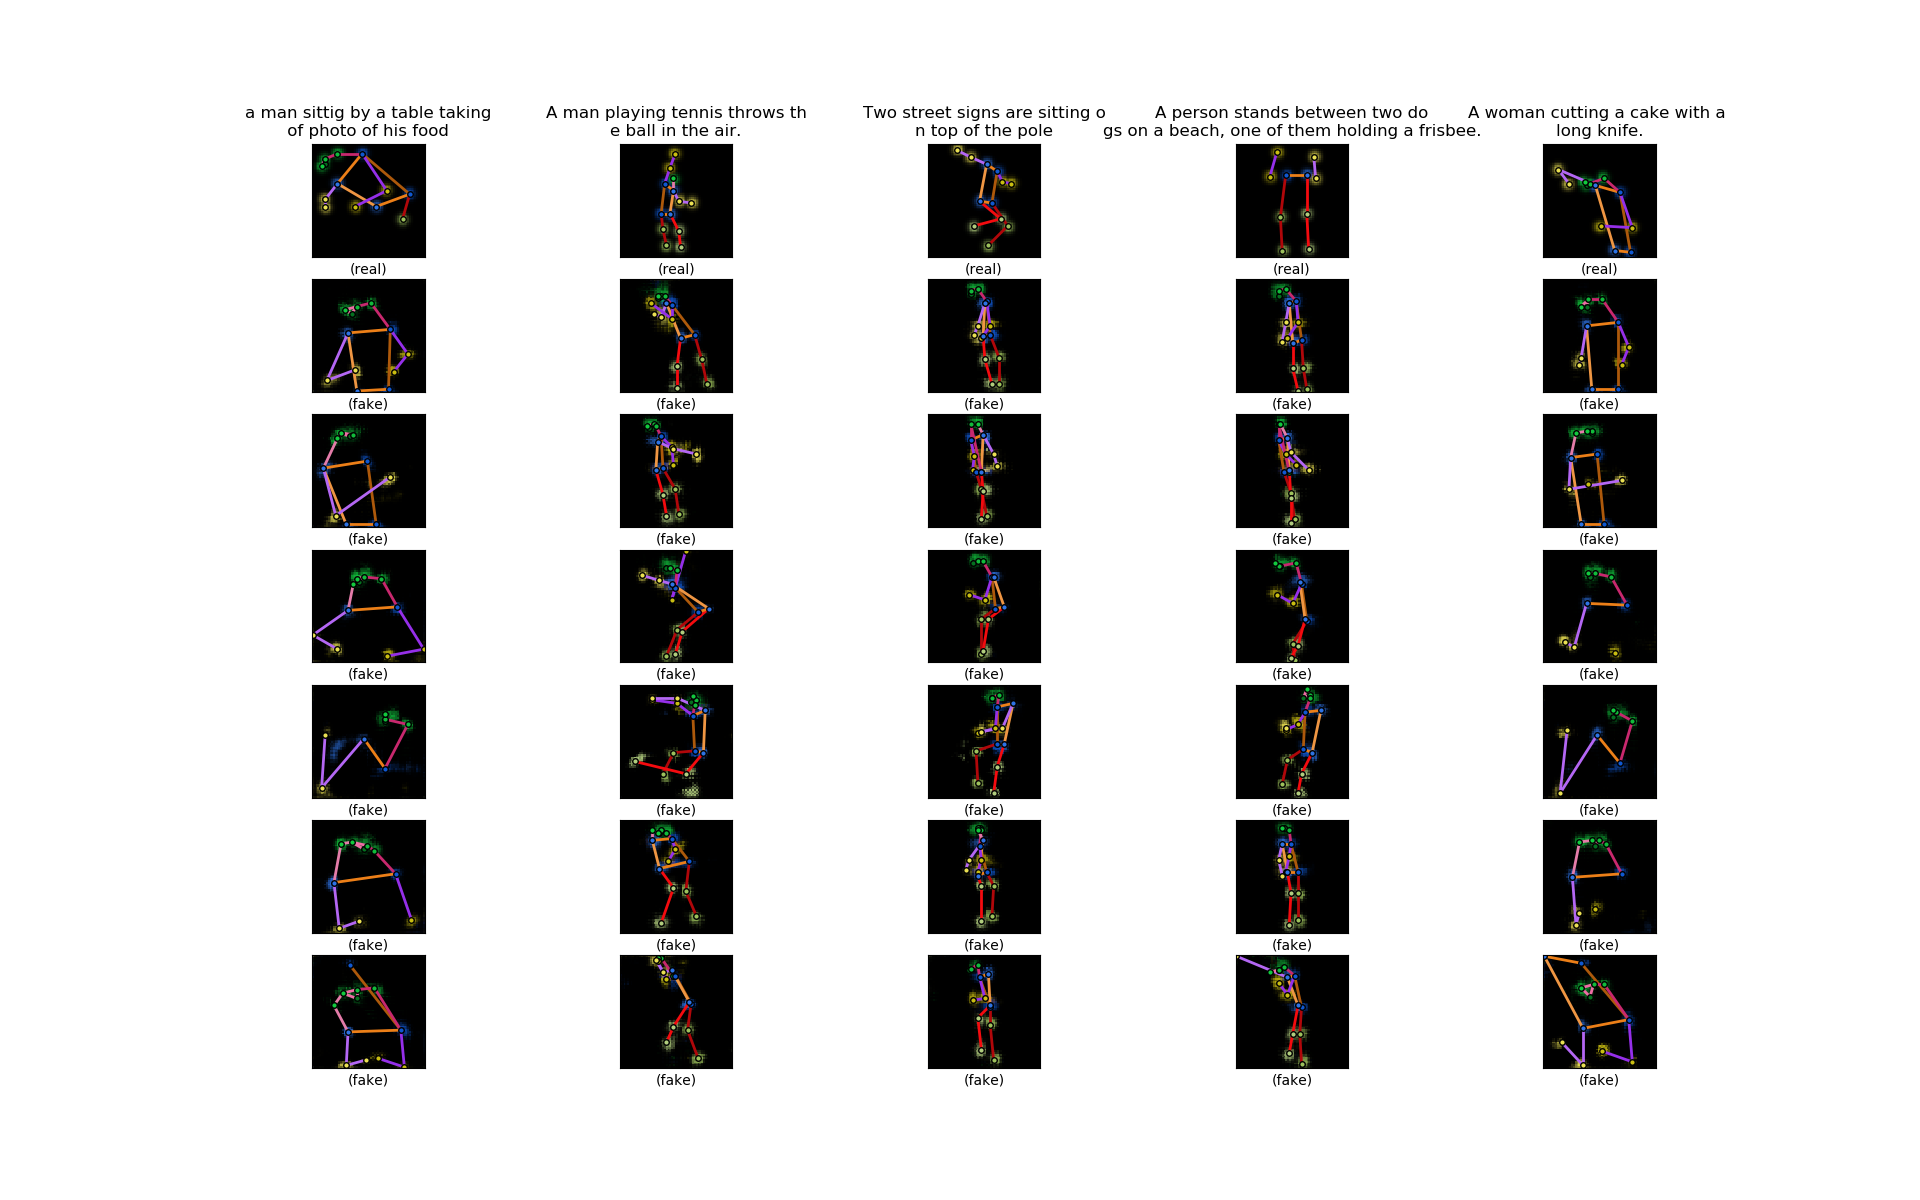 a man sittig by a table taking
of photo of his food
A man playing tennis throws th
e ball in the air.
Two street signs are sitting o
n top of the pole
A person stands between two do
gs on a beach, one of them holding a frisbee.
A woman cutting a cake with a
long knife.
(real) (real) (real) (real) (real)
(fake) (fake) (fake) (fake) (fake)
(fake) (fake) (fake) (fake) (fake)
(fake) (fake) (fake) (fake) (fake)
(fake) (fake) (fake) (fake) (fake)
(fake) (fake) (fake) (fake) (fake)
(fake) (fake) (fake) (fake) (fake)